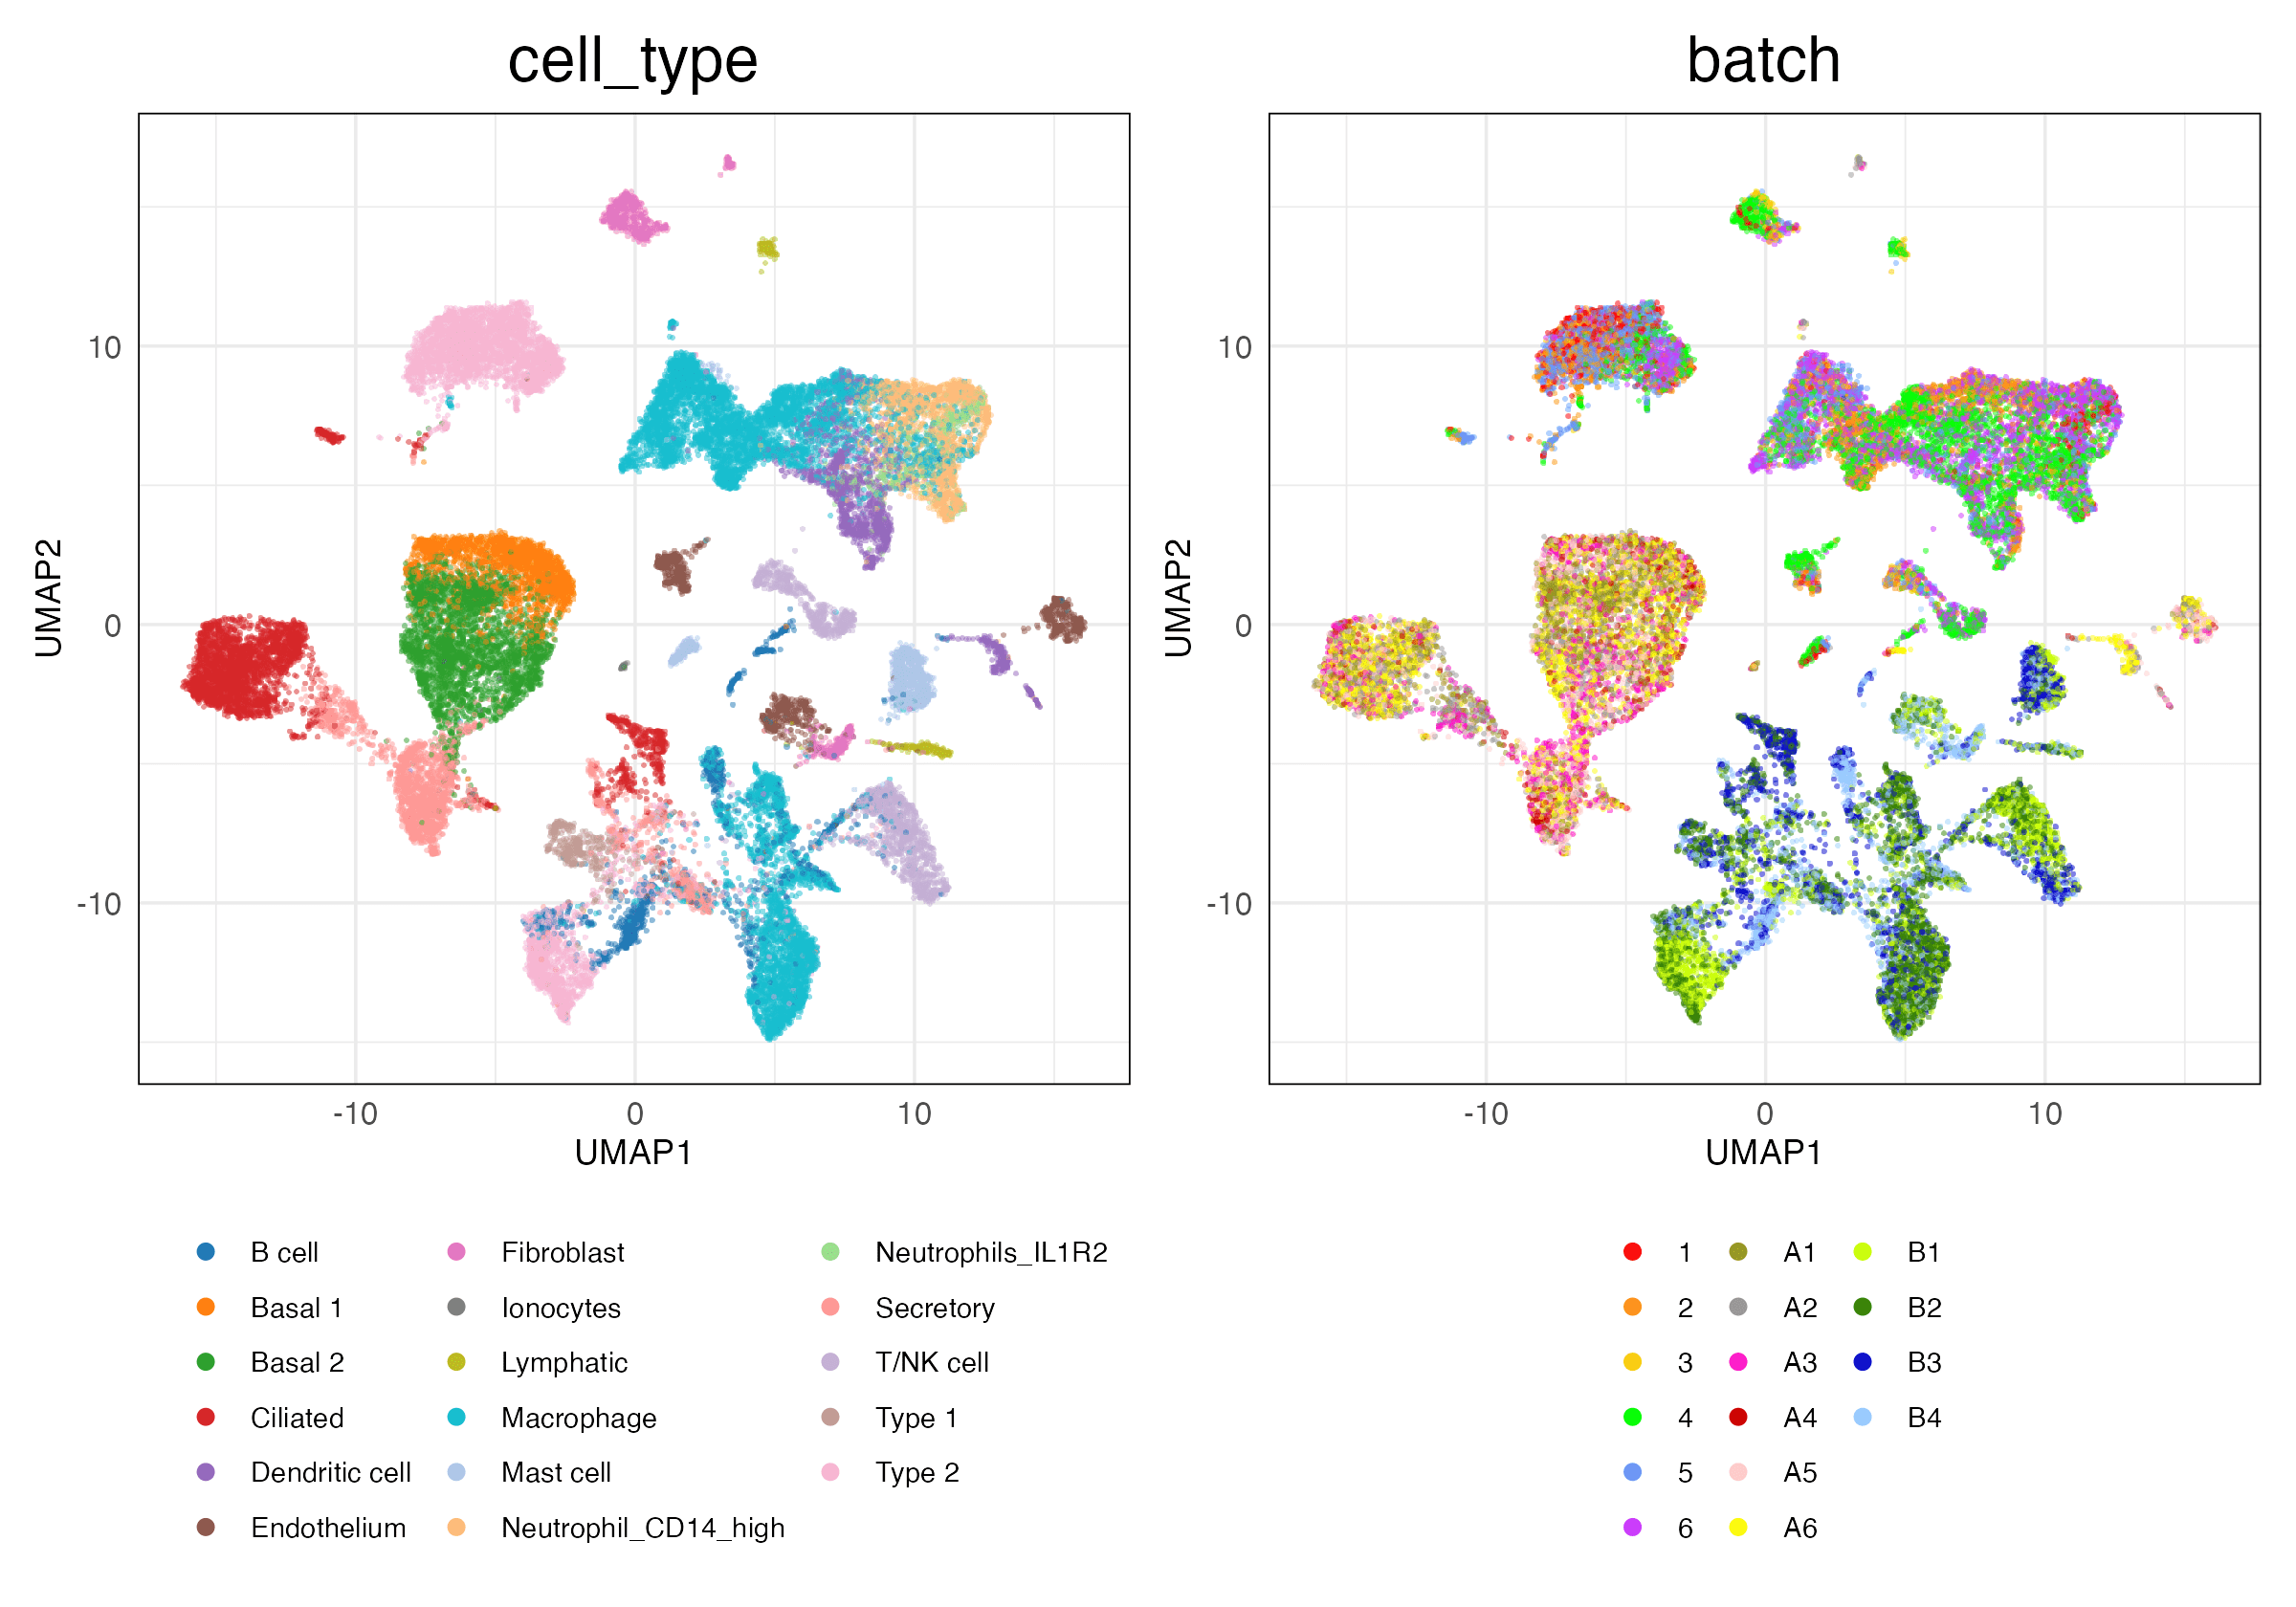 cell_type
batch
10
0
-10
UMAP2
-10 0 10
UMAP1
10
0
-10
UMAP2
-10 0 10
UMAP1
B cell Fibroblast Neutrophils_IL1R2
Basal 1 Ionocytes Secretory
Basal 2 Lymphatic T/NK cell
Ciliated Macrophage Type 1
Dendritic cell Mast cell Type 2
Endothelium Neutrophil_CD14_high
1 A1 B1
2 A2 B2
3 A3 B3
4 A4 B4
5 A5
6 A6